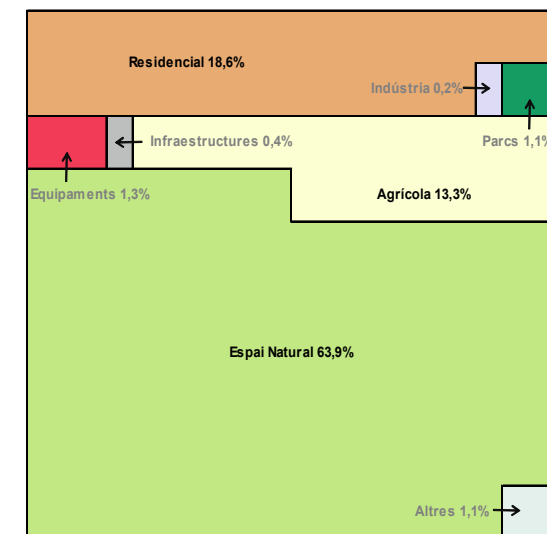 Residencial 18,6%
Indústria 0,2%
Infraestructures 0,4%
Parcs 1,1%
Equipaments 1,3%
Agrícola 13,3%
Espai Natural 63,9%
Altres 1,1%